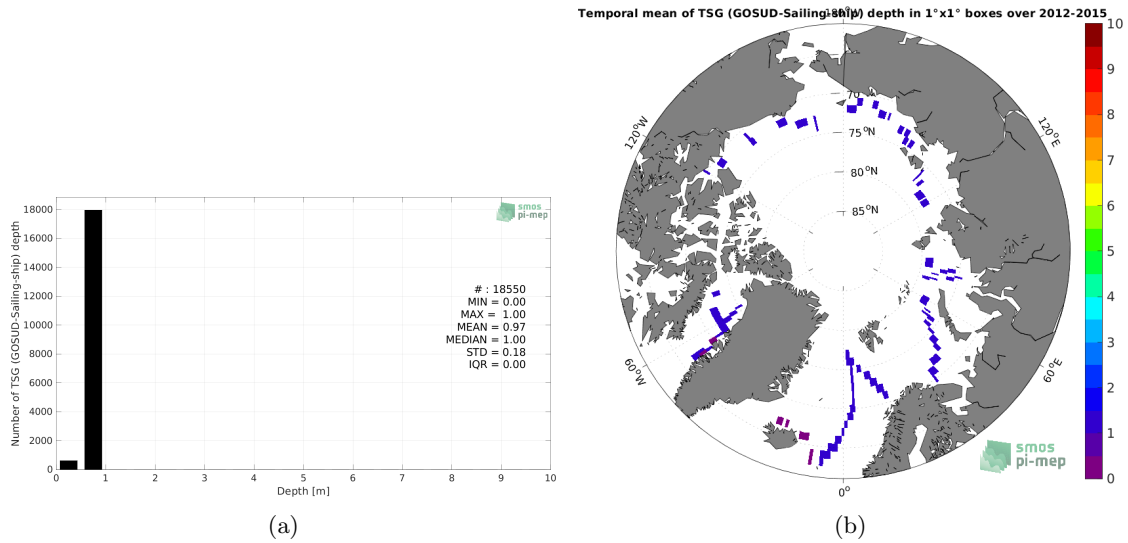 Temporal mean of TSG (GOSUD-Sailing-ship) depth in 1°x1° boxes over 2012-2015
18000
16000
14000
12000
10000
8000
6000
4000
2000
0
Number of TSG (GOSUD-Sailing-ship) depth
smos
pi-mep
# : 18550
MIN = 0.00
MAX = 1.00
MEAN = 0.97
MEDIAN = 1.00
STD = 0.18
IQR = 0.00
0 1 2 3 4 5 6 7 8 9 10
Depth [m]
(a)
120°W
120°E
75°N
80°N
85°N
60°W
60°E
0°
smos
pi-mep
10
9
8
7
6
5
4
3
2
1
0
(b)